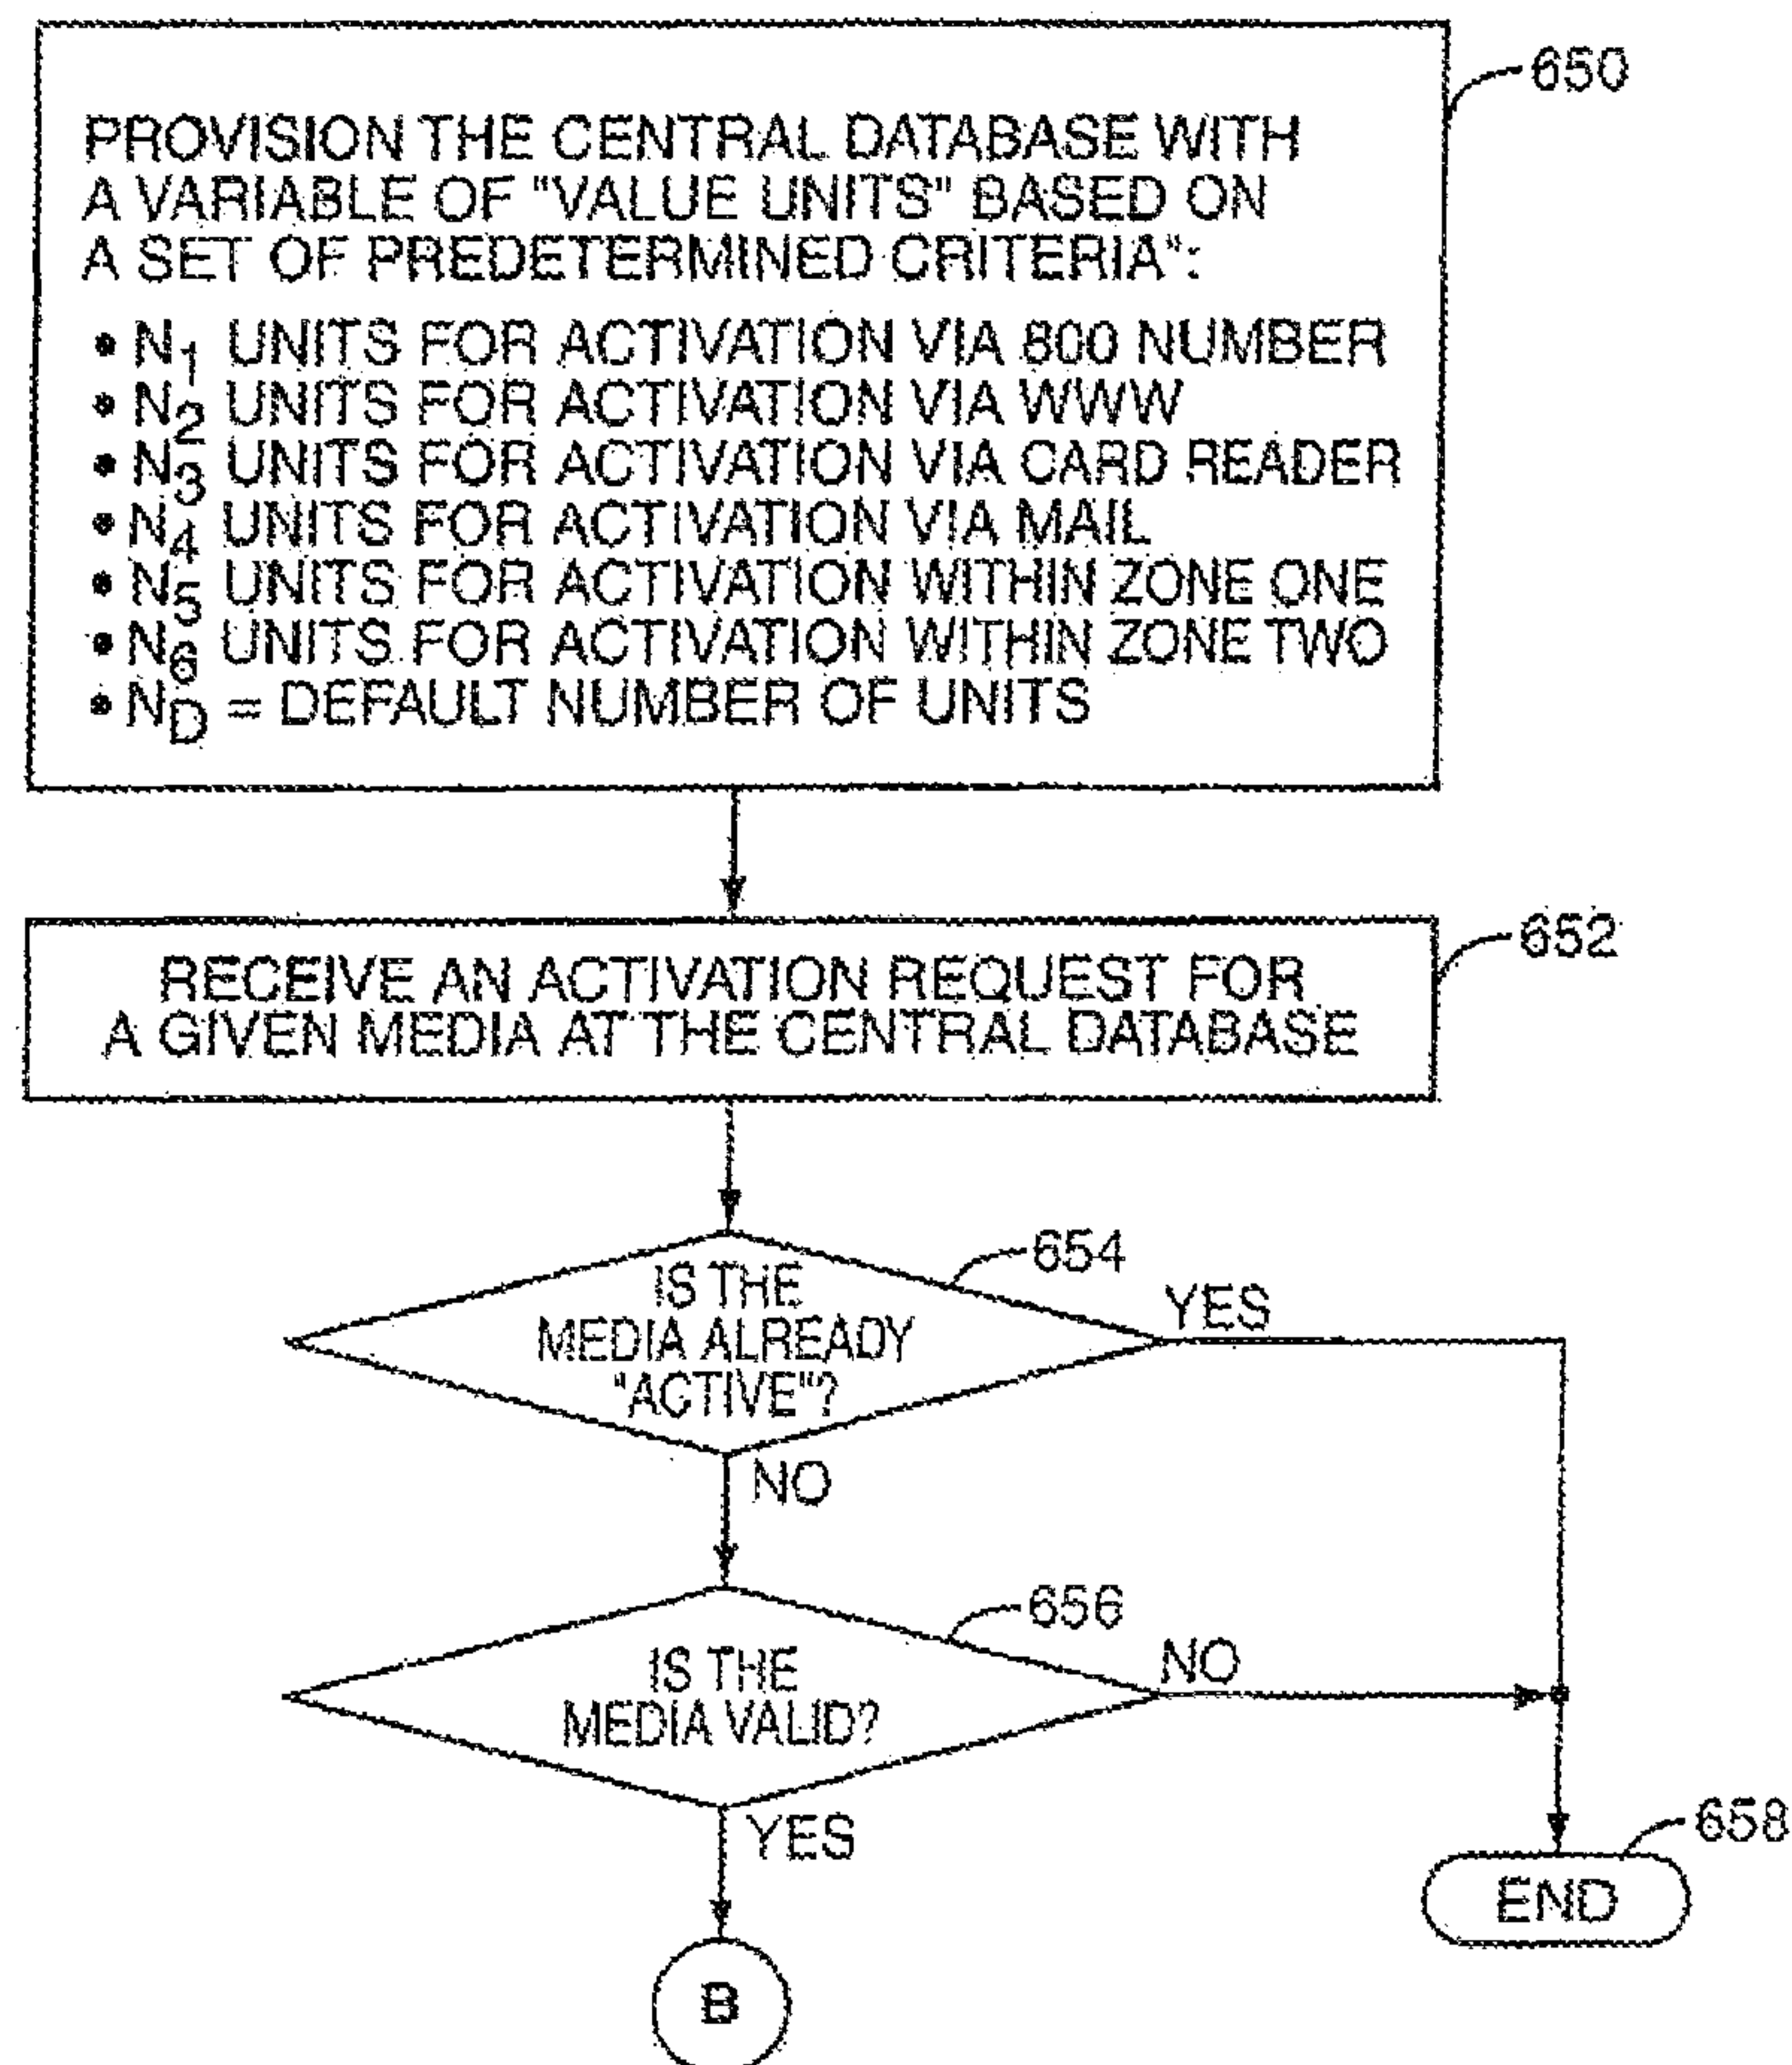 650
PROVISION THE CENTRAL DATABASE WITH
A VARIABLE OF "VALUE UNITS" BASED ON
A SET OF PREDETERMINED CRITERIA":
• N1 UNITS FOR ACTIVATION VIA 800 NUMBER
• N2 UNITS FOR ACTIVATION VIA WWW
• N3 UNITS FOR ACTIVATION VIA CARD READER
• N4 UNITS FOR ACTIVATION VIA MAIL
• N5 UNITS FOR ACTIVATION WITHIN ZONE ONE
• N6 UNITS FOR ACTIVATION WITHIN ZONE TWO
• ND = DEFAULT NUMBER OF UNITS
652
RECEIVE AN ACTIVATION REQUEST FOR
A GIVEN MEDIA AT THE CENTRAL DATABASE
654
IS THE
MEDIA ALREADY
"ACTIVE"?
YES
NO
656
IS THE
MEDIA VALID?
NO
YES
658
END
B